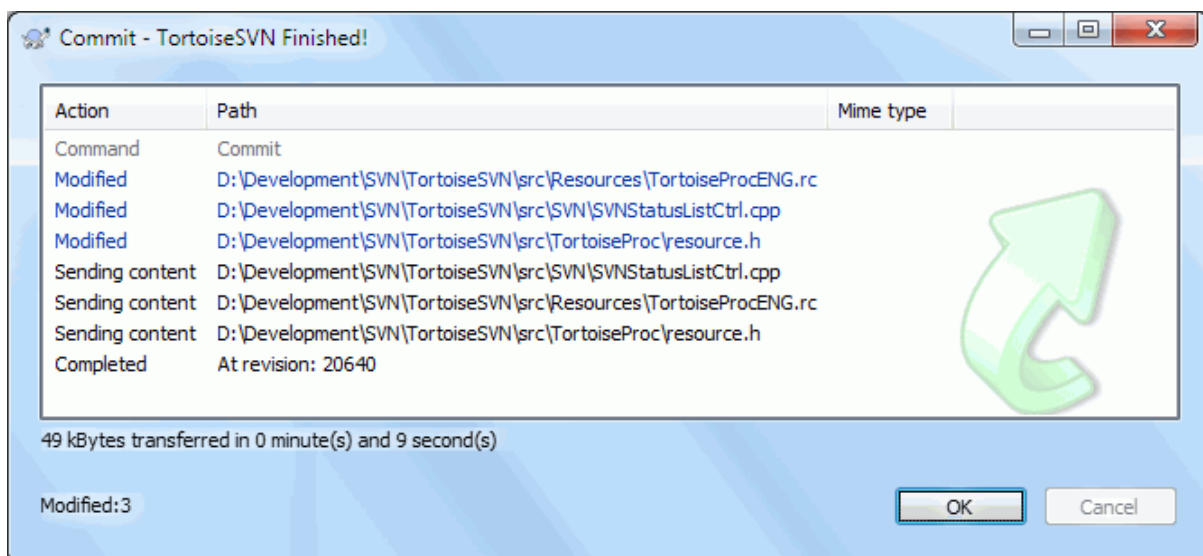 Commit - TortoiseSVN Finished!
Action Path Mime type
Command Commit
Modified D:\Development\SVN\TortoiseSVN\src\Resources\TortoiseProcENG.rc
Modified D:\Development\SVN\TortoiseSVN\src\SVN\SVNStatusListCtrl.cpp
Modified D:\Development\SVN\TortoiseSVN\src\TortoiseProc\resource.h
Sending content D:\Development\SVN\TortoiseSVN\src\SVN\SVNStatusListCtrl.cpp
Sending content D:\Development\SVN\TortoiseSVN\src\Resources\TortoiseProcENG.rc
Sending content D:\Development\SVN\TortoiseSVN\src\TortoiseProc\resource.h
Completed At revision: 20640
49 kBytes transferred in 0 minute(s) and 9 second(s)
Modified:3 OK Cancel